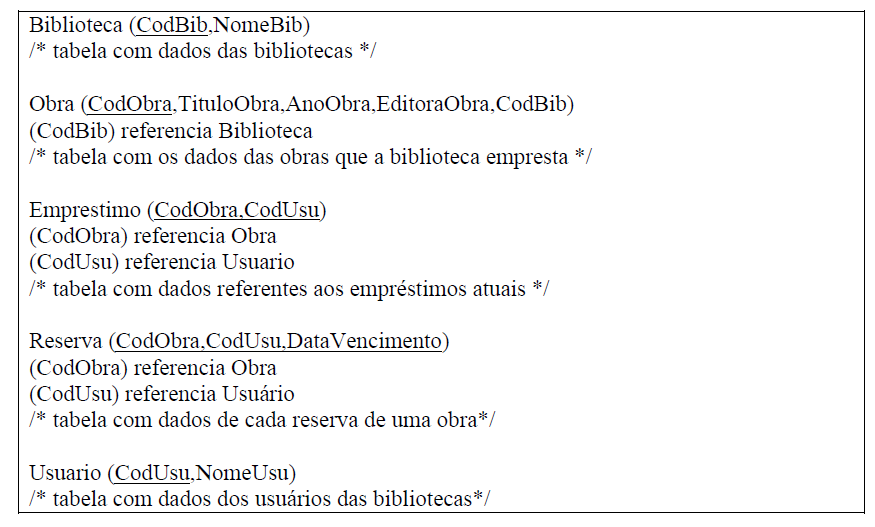 Biblioteca (CodBib,NomeBib)
/* tabela com dados das bibliotecas */
Obra (CodObra,TituloObra,AnoObra,EditoraObra,CodBib)
(CodBib) referencia Biblioteca
/* tabela com os dados das obras que a biblioteca empresta */
Emprestimo (CodObra,CodUsu)
(CodObra) referencia Obra
(CodUsu) referencia Usuario
/* tabela com dados referentes aos empréstimos atuais */
Reserva (CodObra,CodUsu,DataVencimento)
(CodObra) referencia Obra
(CodUsu) referencia Usuário
/* tabela com dados de cada reserva de uma obra*/
Usuario (CodUsu,NomeUsu)
/* tabela com dados dos usuários das bibliotecas*/